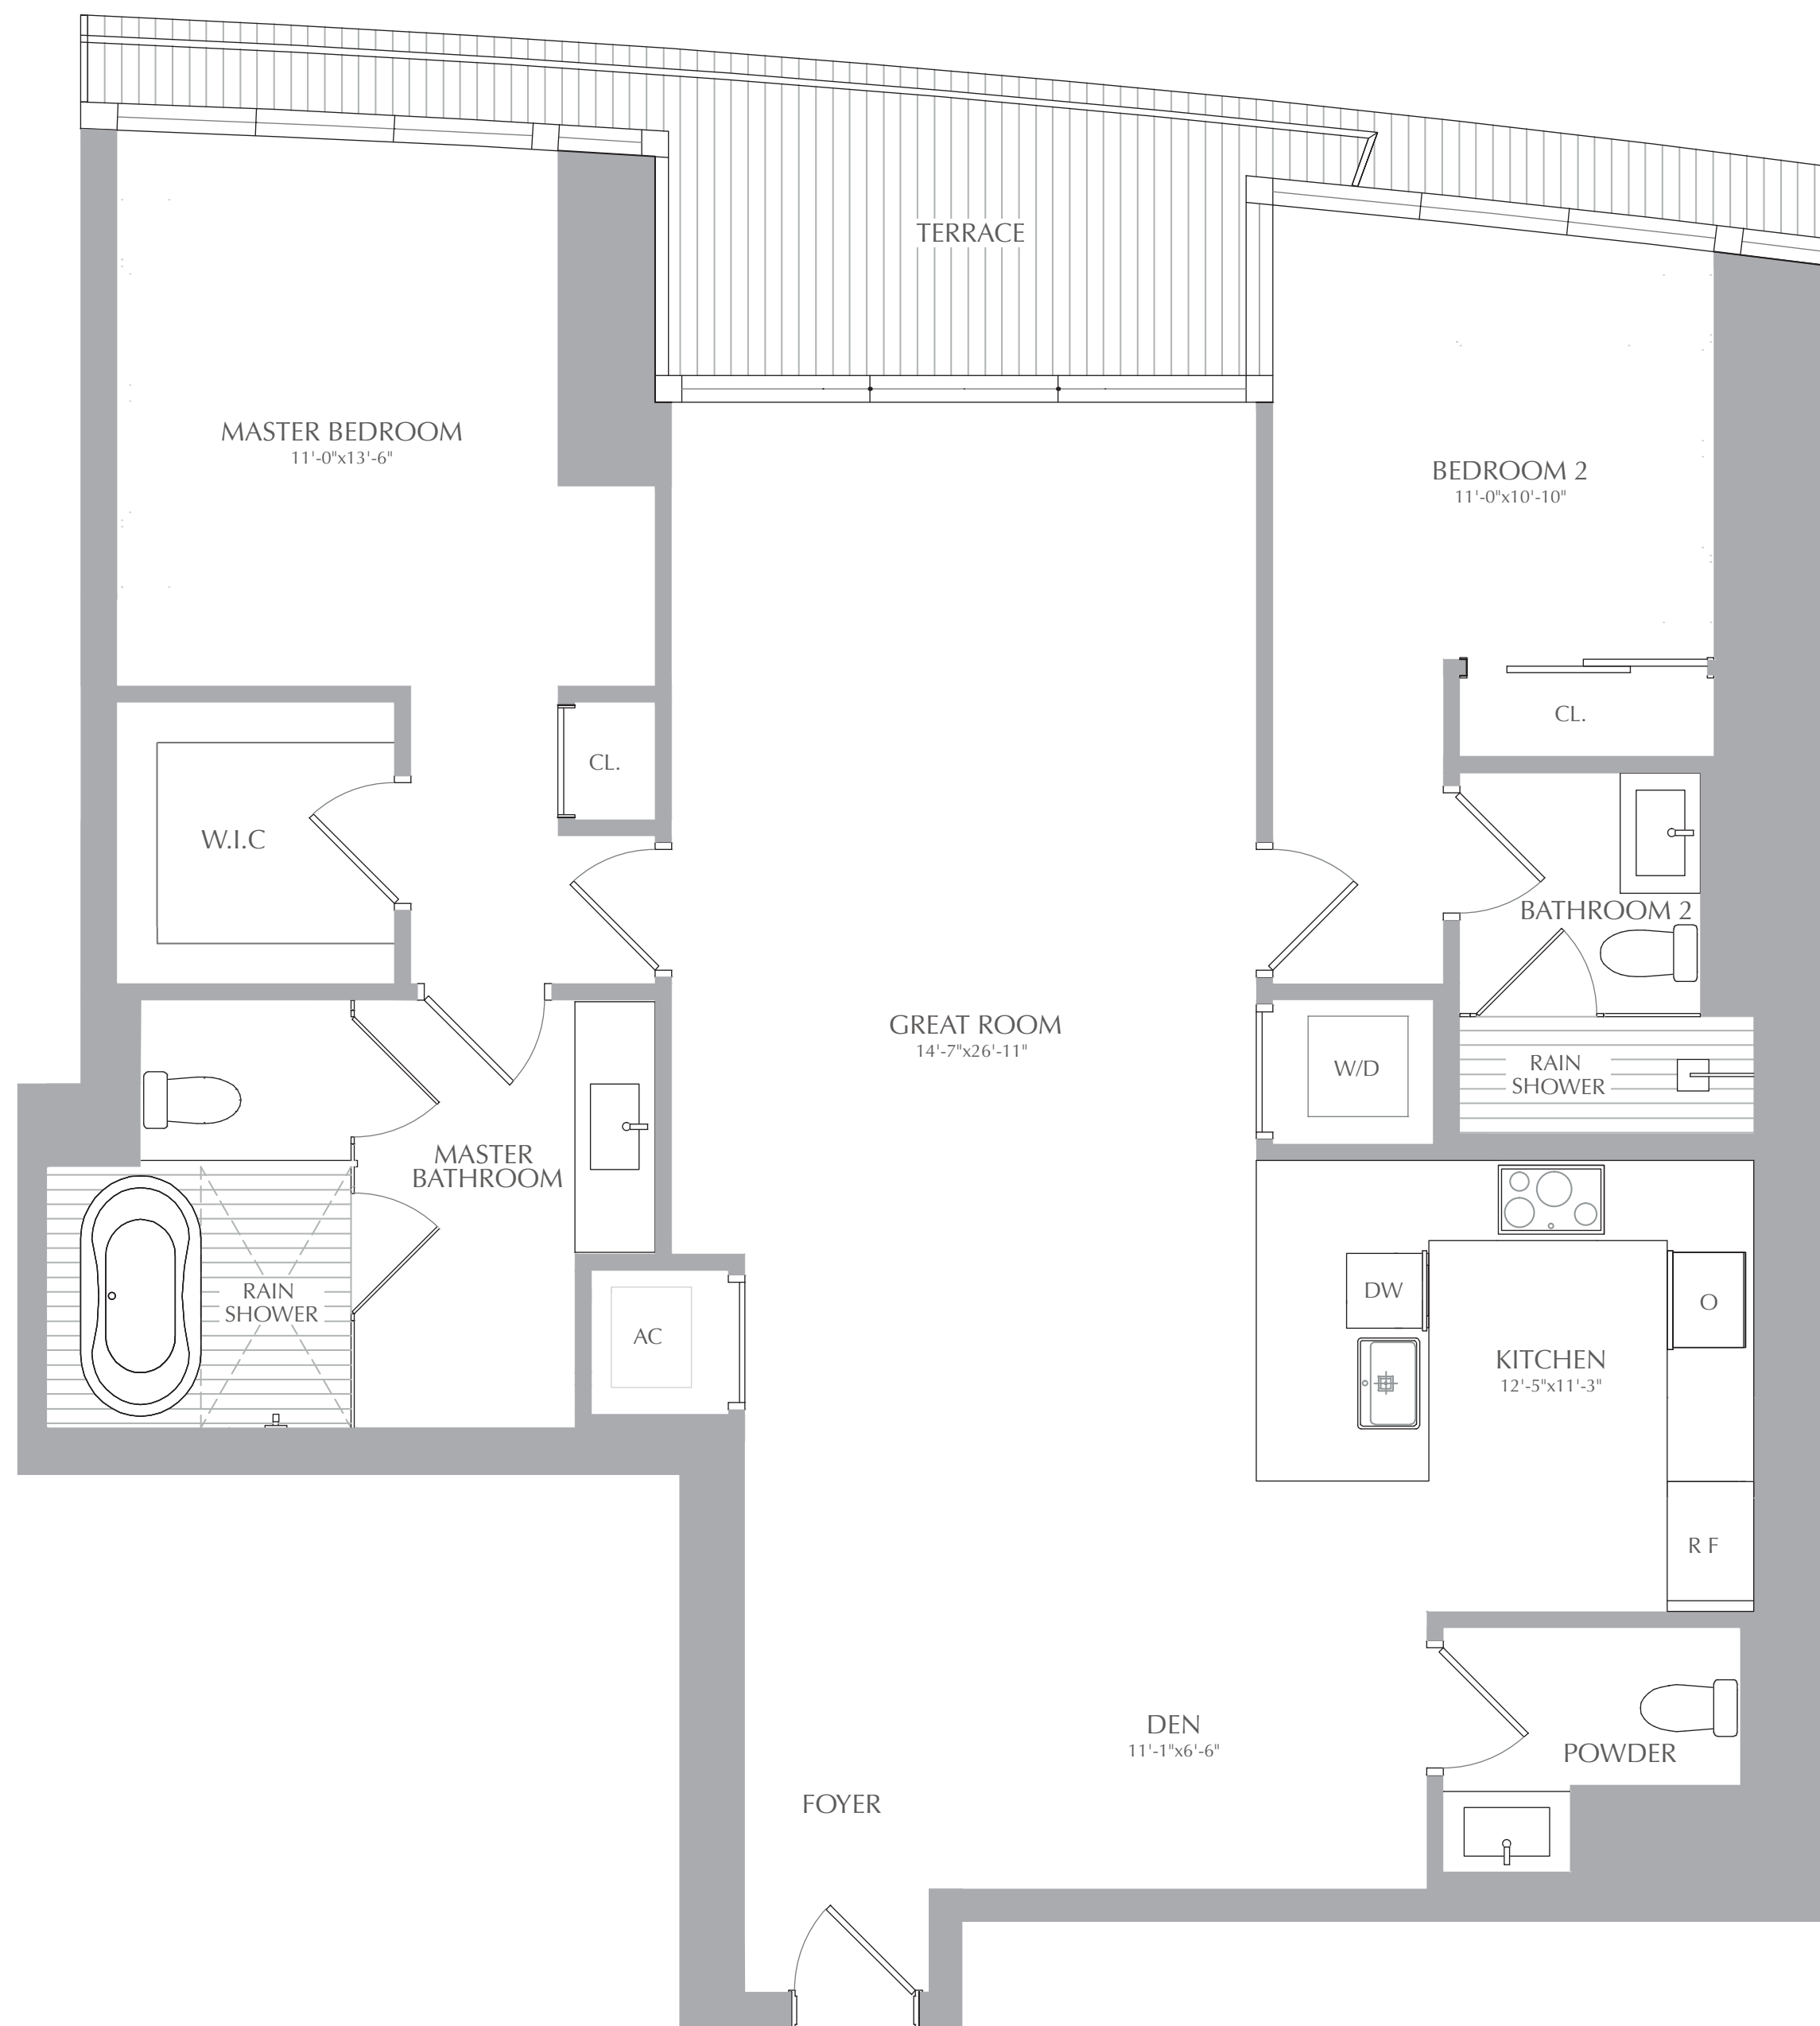 TERRACE
MASTER BEDROOM
11'-0"x13'-6"
BEDROOM 2
11'-0"x10'-10"
CL.
CL.
W.I.C
BATHROOM 2
GREAT ROOM
14'-7"x26'-11"
W/D
RAIN
SHOWER
MASTER
BATHROOM
RAIN
SHOWER
DW
O
AC
KITCHEN
12'-5"x11'-3"
R F
DEN
11'-1"x6'-6"
POWDER
FOYER